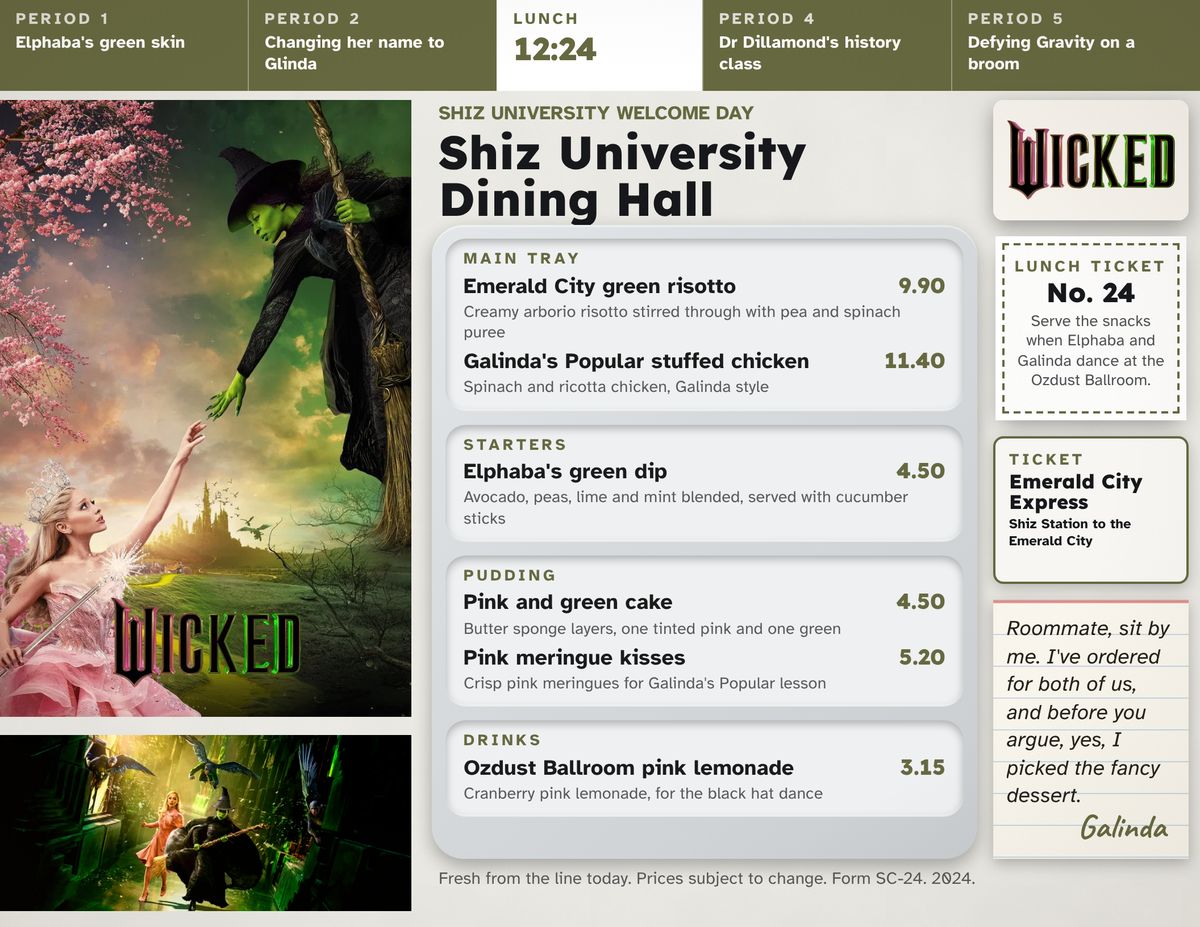 PERIOD 1
Elphaba's green skin
PERIOD 2
Changing her name to
Glinda
LUNCH
12:24
PERIOD 4
Dr Dillamond's history
class
PERIOD 5
Defying Gravity on a
broom
WICKED
SHIZ UNIVERSITY WELCOME DAY
Shiz University
Dining Hall
MAIN TRAY
Emerald City green risotto 9.90
Creamy arborio risotto stirred through with pea and spinach
puree
Galinda's Popular stuffed chicken 11.40
Spinach and ricotta chicken, Galinda style
STARTERS
Elphaba's green dip 4.50
Avocado, peas, lime and mint blended, served with cucumber
sticks
PUDDING
Pink and green cake 4.50
Butter sponge layers, one tinted pink and one green
Pink meringue kisses 5.20
Crisp pink meringues for Galinda's Popular lesson
DRINKS
Ozdust Ballroom pink lemonade 3.15
Cranberry pink lemonade, for the black hat dance
Fresh from the line today. Prices subject to change. Form SC-24. 2024.
WICKED
LUNCH TICKET
No. 24
Serve the snacks
when Elphaba and
Galinda dance at the
Ozdust Ballroom.
TICKET
Emerald City
Express
Shiz Station to the
Emerald City
Roommate, sit by
me. I've ordered
for both of us,
and before you
argue, yes, I
picked the fancy
dessert.
Galinda